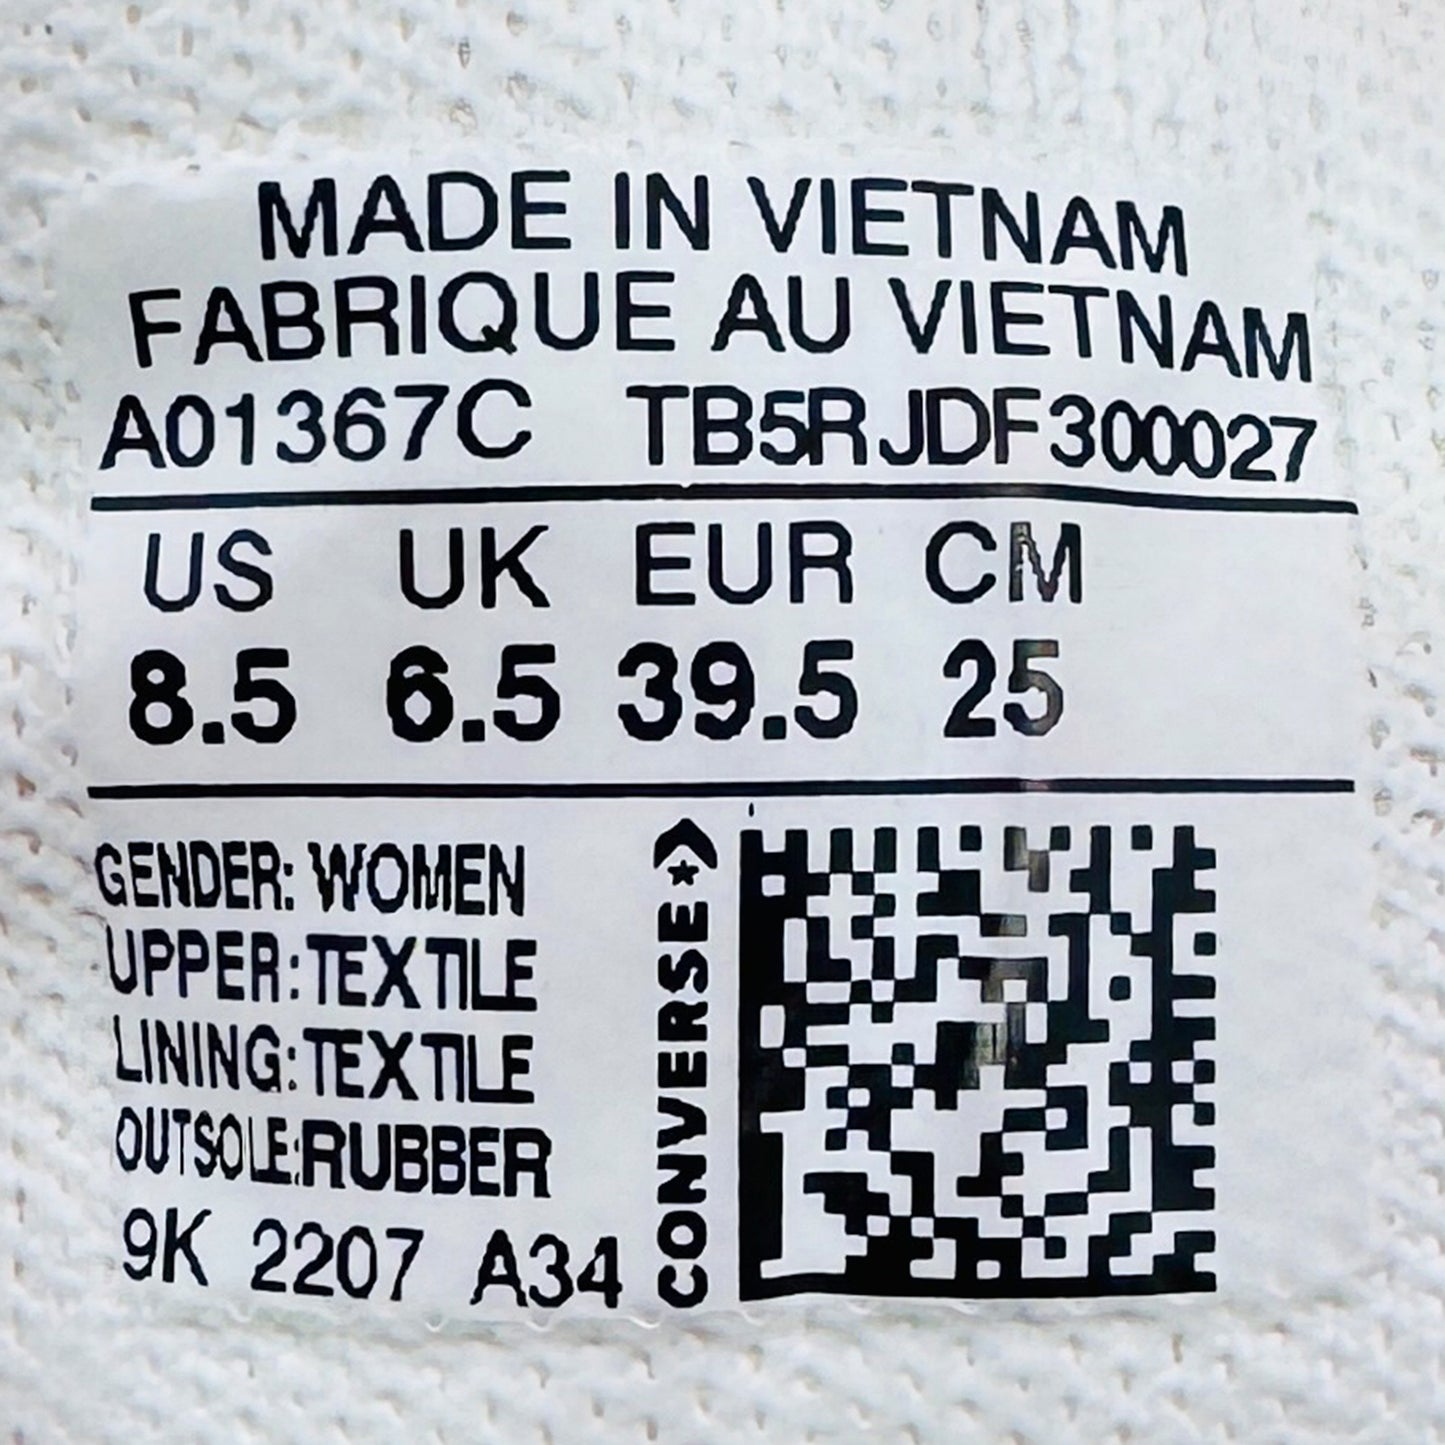 MADE IN VIETNAM
FABRIQUE AU VIETNAM
A01367C TB5RJDF300027
US UK EUR CM
8.5 6.5 39.5 25
GENDER: WOMEN
UPPER:TEXTILE
LINING:TEXTILE
OUTSOLE:RUBBER
9K 2207 A34
CONVERSE